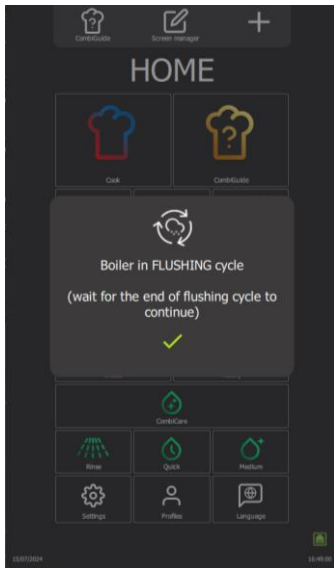 CombiGuide
Screen manager
HOME
Cook
CombiGuide
Boiler in FLUSHING cycle
(wait for the end of flushing cycle to
continue)
CombiCare
Rinse
Quick
Medium
Settings
Profiles
Language
15/07/2024
16:49:00